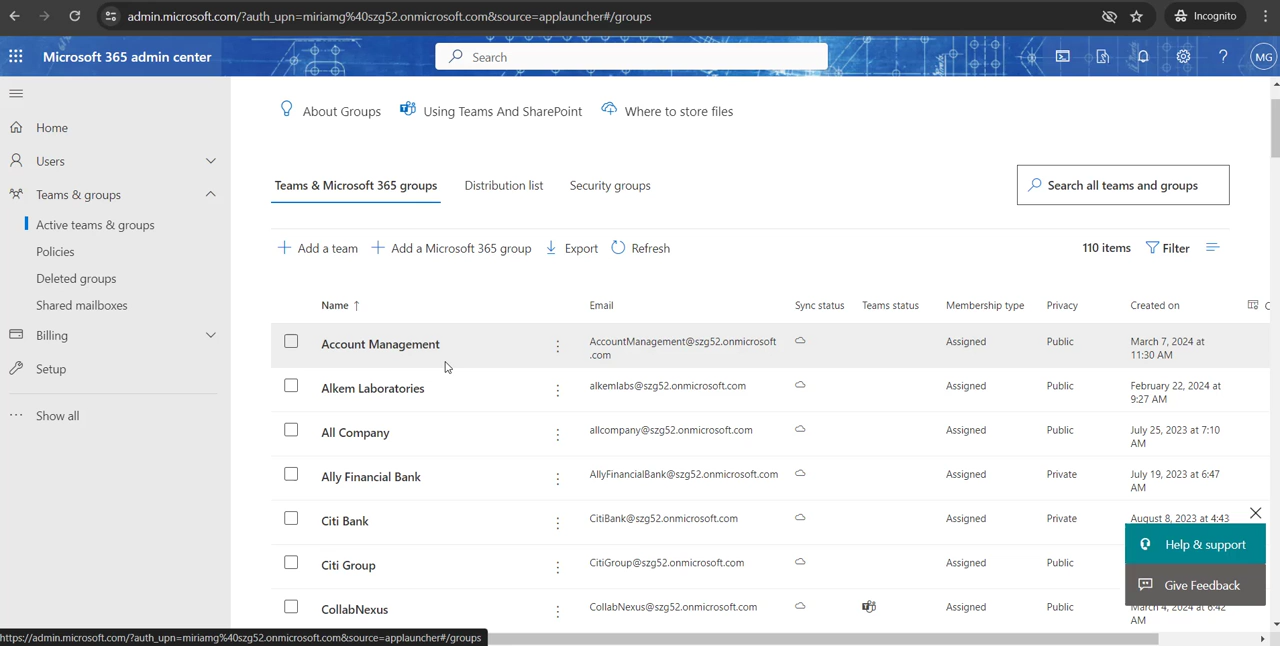 admin.microsoft.com/?auth_upn=miriamg%40szg52.onmicrosoft.com&source=applauncher#/groups
Incognito
Microsoft 365 admin center
Search
MG
About Groups
Using Teams And SharePoint
Where to store files
Home
Users
Teams & groups
Active teams & groups
Policies
Deleted groups
Shared mailboxes
Billing
Setup
Show all
Teams & Microsoft 365 groups
Distribution list
Security groups
Search all teams and groups
Add a team
Add a Microsoft 365 group
Export
Refresh
110 items
Filter
Name ↑
Email
Sync status
Teams status
Membership type
Privacy
Created on
C
Account Management
AccountManagement@szg52.onmicrosoft
.com
Assigned
Public
March 7, 2024 at
11:30 AM
Alkem Laboratories
alkemlabs@szg52.onmicrosoft.com
Assigned
Public
February 22, 2024 at
9:27 AM
All Company
allcompany@szg52.onmicrosoft.com
Assigned
Public
July 25, 2023 at 7:10
AM
Ally Financial Bank
AllyFinancialBank@szg52.onmicrosoft.com
Assigned
Private
July 19, 2023 at 6:47
AM
Citi Bank
CitiBank@szg52.onmicrosoft.com
Assigned
Private
August 8, 2023 at 4:43
Citi Group
CitiGroup@szg52.onmicrosoft.com
Assigned
Public
CollabNexus
CollabNexus@szg52.onmicrosoft.com
Assigned
Public
March 4, 2024 at 6:42
AM
Help & support
Give Feedback
https://admin.microsoft.com/?auth_upn=miriamg%40szg52.onmicrosoft.com&source=applauncher#/groups